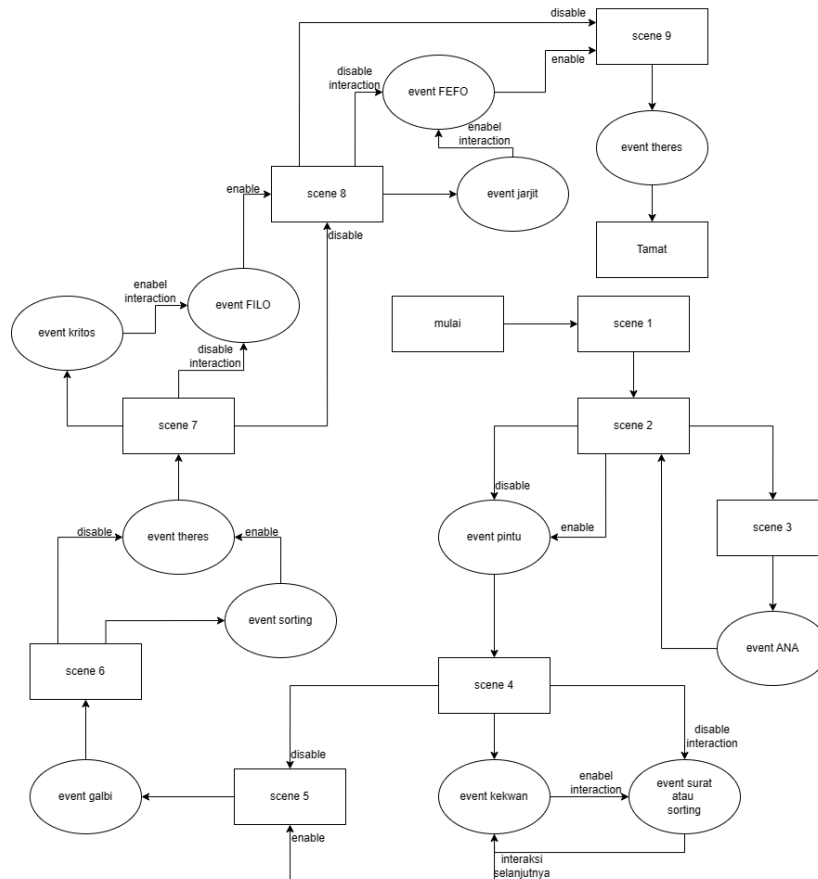 disable
scene 9
enable
disable
interaction
event FEFO
enabel
interaction
event theres
event jarjit
enable
scene 8
disable
Tamat
enabel
interaction
event FILO
event kritos
disable
interaction
mulai
scene 1
scene 7
scene 2
disable
enable
event pintu
scene 3
disable
event theres
enable
event sorting
event ANA
scene 6
scene 4
disable
interaction
disable
event galbi
scene 5
event kekwan
enabel
interaction
event surat
atau
sorting
enable
interaksi
selanjutnya